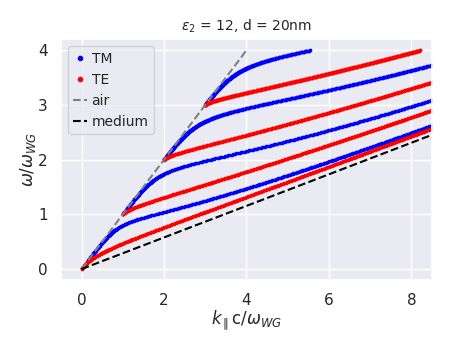 ε₂ = 12, d = 20nm
TM
TE
air
medium
ω/ω_WG
4
3
2
1
0
0 2 4 6 8
k_∥ c/ω_WG